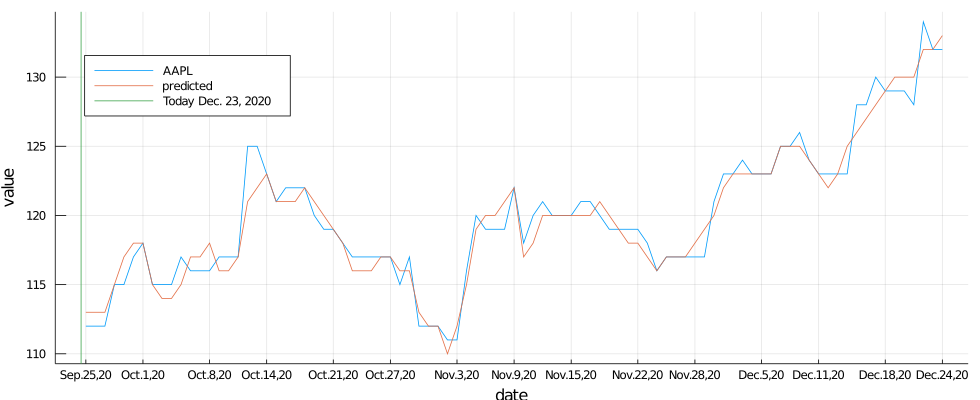 AAPL
predicted
Today Dec. 23, 2020
value
130
125
120
115
110
Sep.25,20 Oct.1,20 Oct.8,20 Oct.14,20 Oct.21,20 Oct.27,20 Nov.3,20 Nov.9,20 Nov.15,20 Nov.22,20 Nov.28,20 Dec.5,20 Dec.11,20 Dec.18,20 Dec.24,20
date